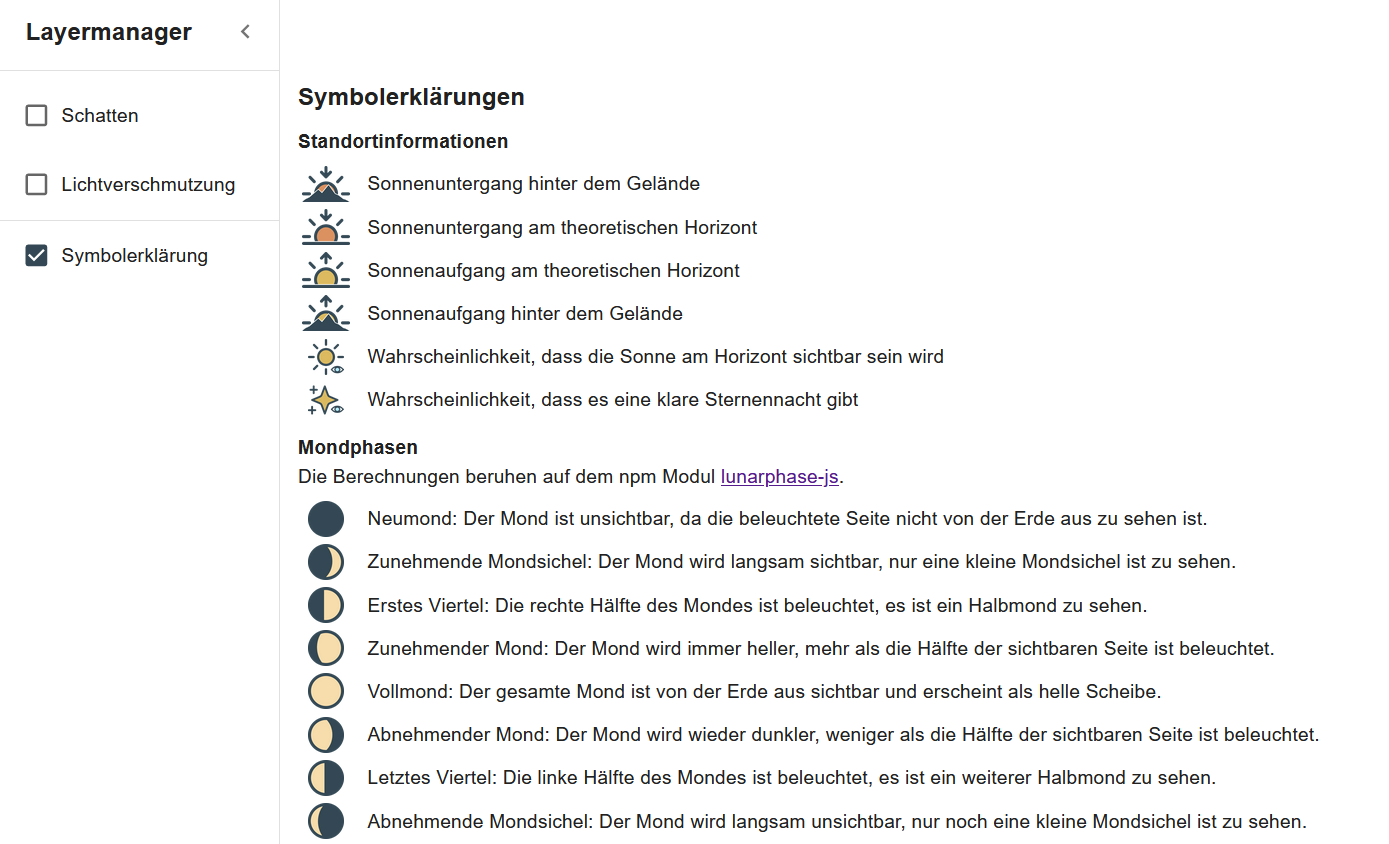 Layermanager
Schatten
Lichtverschmutzung
Symbolerklärung
Symbolerklärungen
Standortinformationen
Sonnenuntergang hinter dem Gelände
Sonnenuntergang am theoretischen Horizont
Sonnenaufgang am theoretischen Horizont
Sonnenaufgang hinter dem Gelände
Wahrscheinlichkeit, dass die Sonne am Horizont sichtbar sein wird
Wahrscheinlichkeit, dass es eine klare Sternennacht gibt
Mondphasen
Die Berechnungen beruhen auf dem npm Modul lunarphase-js.
Neumond: Der Mond ist unsichtbar, da die beleuchtete Seite nicht von der Erde aus zu sehen ist.
Zunehmende Mondsichel: Der Mond wird langsam sichtbar, nur eine kleine Mondsichel ist zu sehen.
Erstes Viertel: Die rechte Hälfte des Mondes ist beleuchtet, es ist ein Halbmond zu sehen.
Zunehmender Mond: Der Mond wird immer heller, mehr als die Hälfte der sichtbaren Seite ist beleuchtet.
Vollmond: Der gesamte Mond ist von der Erde aus sichtbar und erscheint als helle Scheibe.
Abnehmender Mond: Der Mond wird wieder dunkler, weniger als die Hälfte der sichtbaren Seite ist beleuchtet.
Letztes Viertel: Die linke Hälfte des Mondes ist beleuchtet, es ist ein weiterer Halbmond zu sehen.
Abnehmende Mondsichel: Der Mond wird langsam unsichtbar, nur noch eine kleine Mondsichel ist zu sehen.